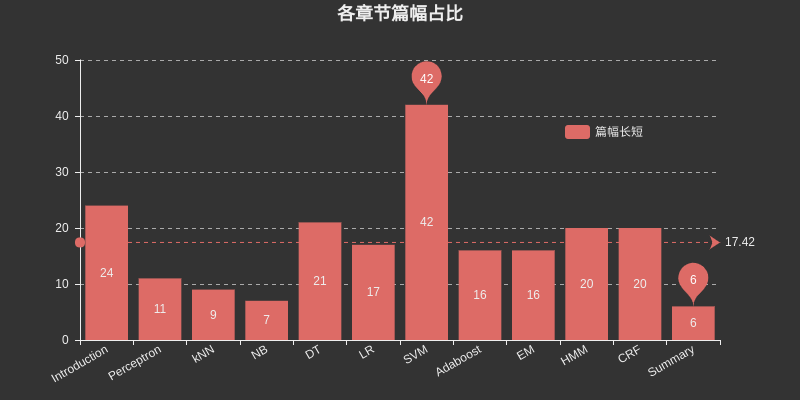 各章节篇幅占比
50
40
30
20
10
0
篇幅长短
17.42
42
6
24
11
9
7
21
17
42
16
16
20
20
6
Introduction
Perceptron
kNN
NB
DT
LR
SVM
Adaboost
EM
HMM
CRF
Summary